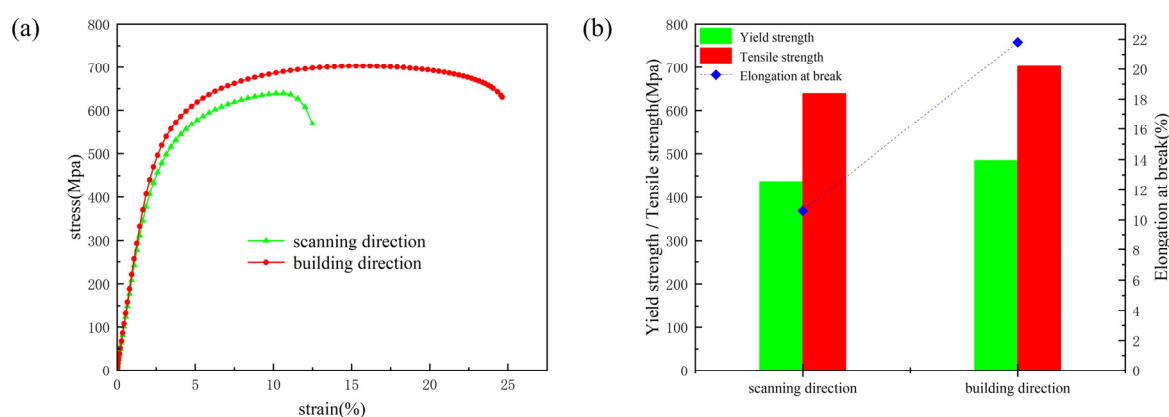 (a)
800
700
600
500
400
300
200
100
0
stress(Mpa)
0 5 10 15 20 25
strain(%)
scanning direction
building direction
(b)
800
700
600
500
400
300
200
100
0
Yield strength / Tensile strength(Mpa)
Yield strength
Tensile strength
Elongation at break
22
20
18
16
14
12
10
8
6
4
2
0
Elongation at break(%)
scanning direction building direction